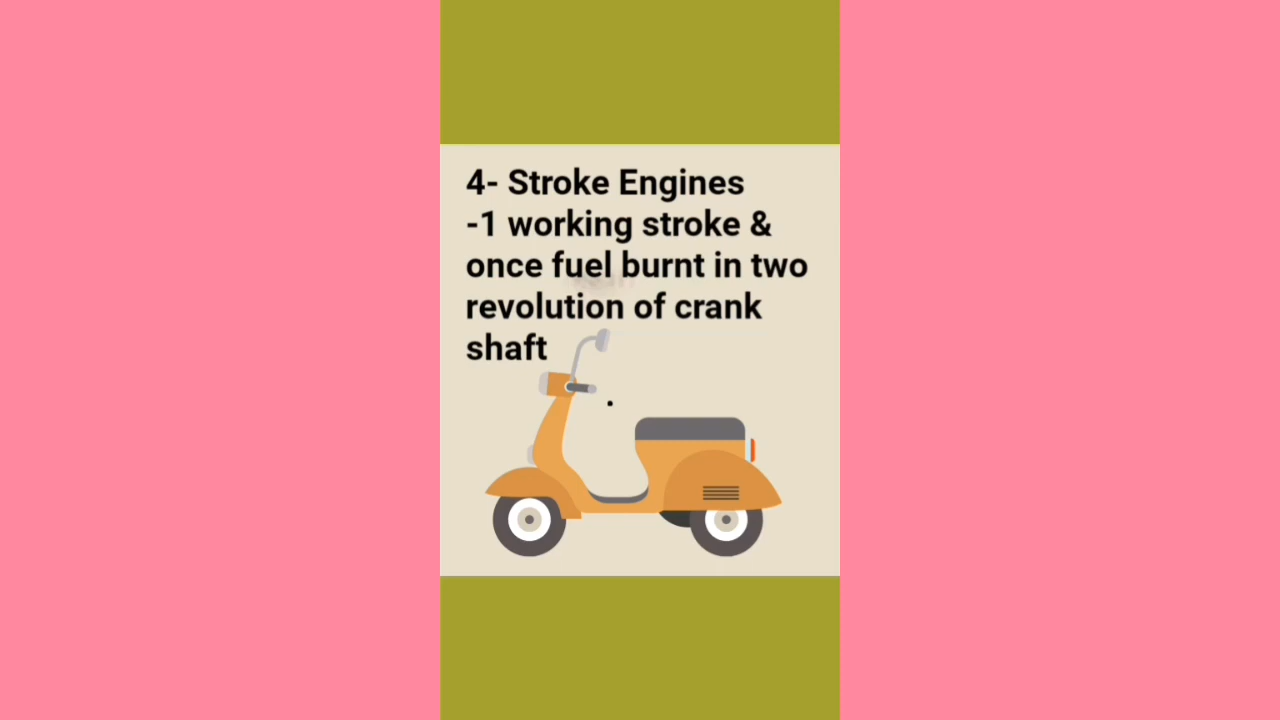 4- Stroke Engines
-1 working stroke &
once fuel burnt in two
revolution of crank
shaft
.